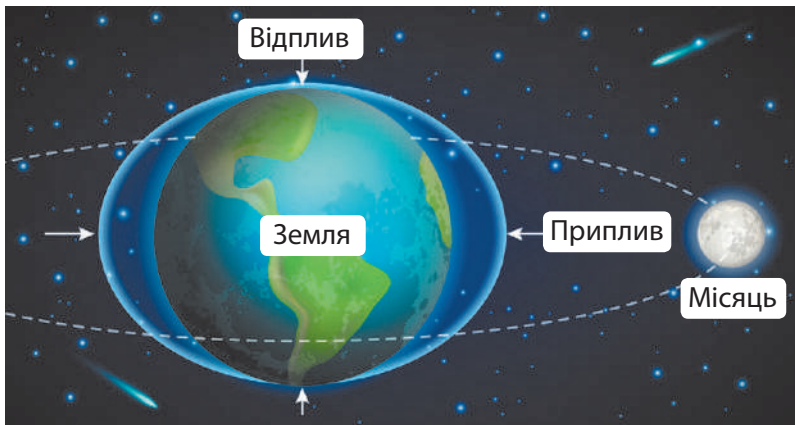 Відплив
Земля
Приплив
Місяць